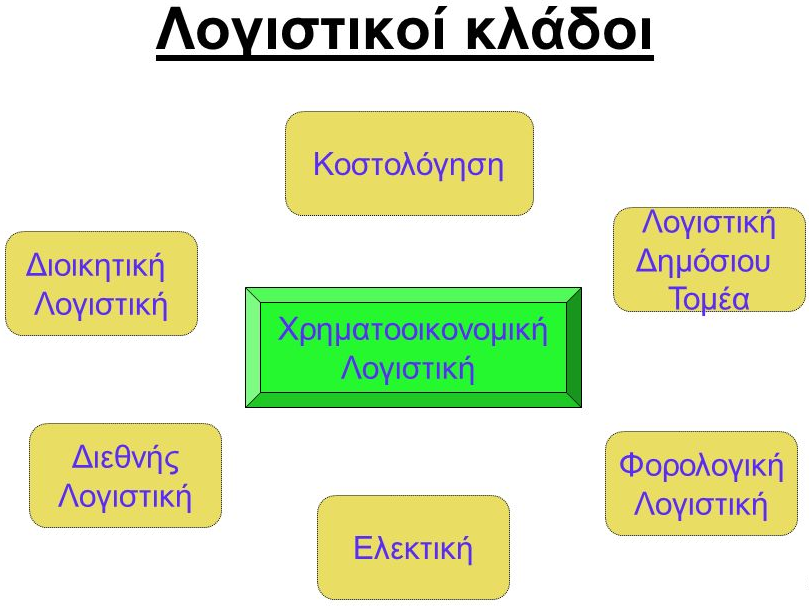 Λογιστικοί κλάδοι
Κοστολόγηση
Λογιστική
Δημόσιου
Τομέα
Διοικητική
Λογιστική
Χρηματοοικονομική
Λογιστική
Διεθνής
Λογιστική
Φορολογική
Λογιστική
Ελεκτική